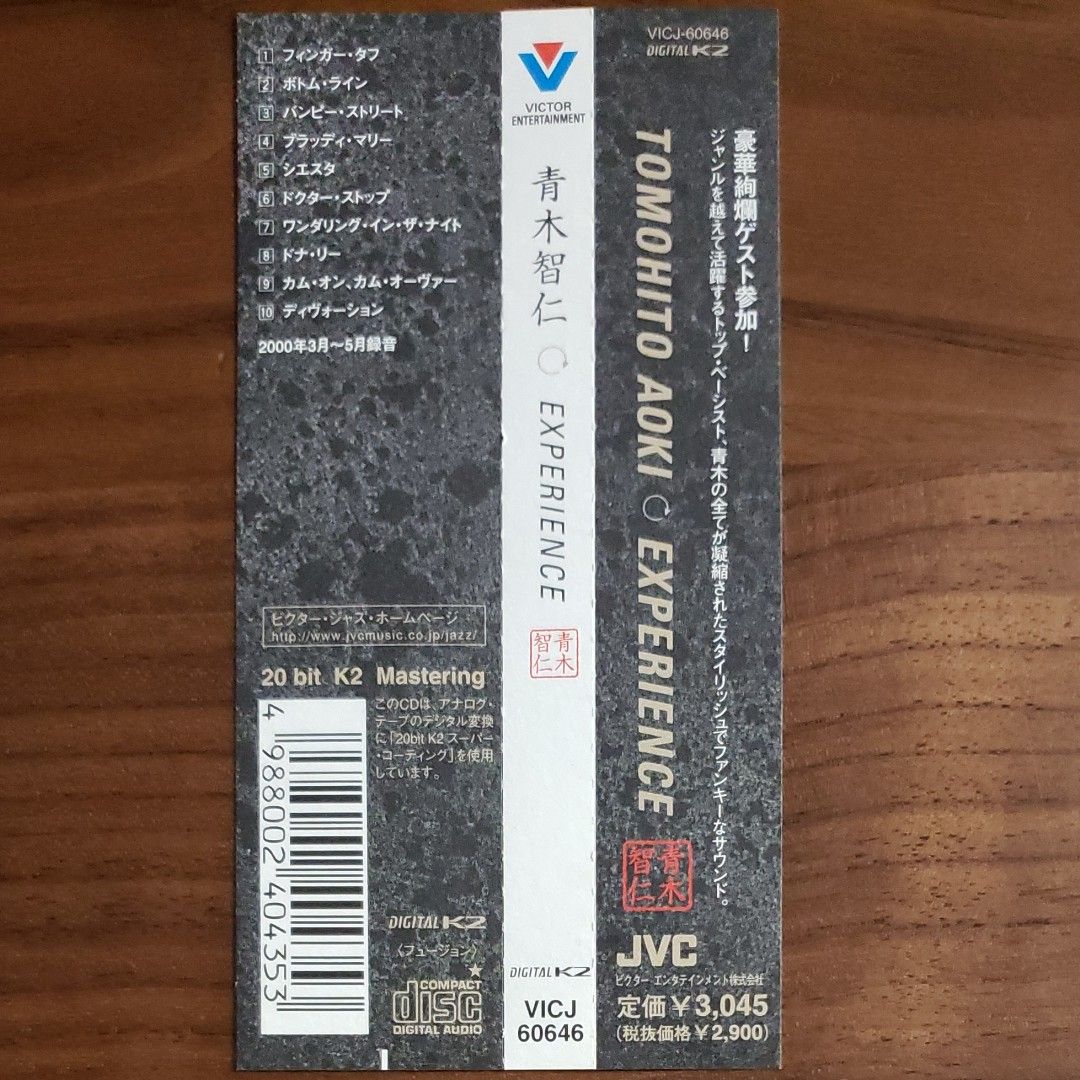 1 フィンガー・タフ
2 ボトム・ライン
3 バンピー・ストリート
4 ブラッディ・マリー
5 シエスタ
6 ドクター・ストップ
7 ワンダリング・イン・ザ・ナイト
8 ドナ・リー
9 カム・オン、カム・オーヴァー
10 ディヴォーション
2000年3月〜5月録音
ビクター・ジャズ・ホームページ
http://www.jvcmusic.co.jp/jazz/
20 bit K2 Mastering
このCDは、アナログ・
テープのデジタル変換
に「20bit K2 スーパー
・コーディング」を使用
しています。
4 988002 404353
DIGITAL K2
〈フュージョン〉
★
COMPACT
disc
DIGITAL AUDIO
VICTOR
ENTERTAINMENT
青木智仁 EXPERIENCE
青木
智仁
DIGITAL K2
VICJ
60646
VICJ-60646
DIGITAL K2
豪華絢爛ゲスト参加！
ジャンルを越えて活躍するトップ・ベーシスト、青木の全てが凝縮されたスタイリッシュでファンキーなサウンド。
TOMOHITO AOKI EXPERIENCE
青木
智仁
JVC
ビクター エンタテインメント株式会社
定価￥3,045
(税抜価格￥2,900)